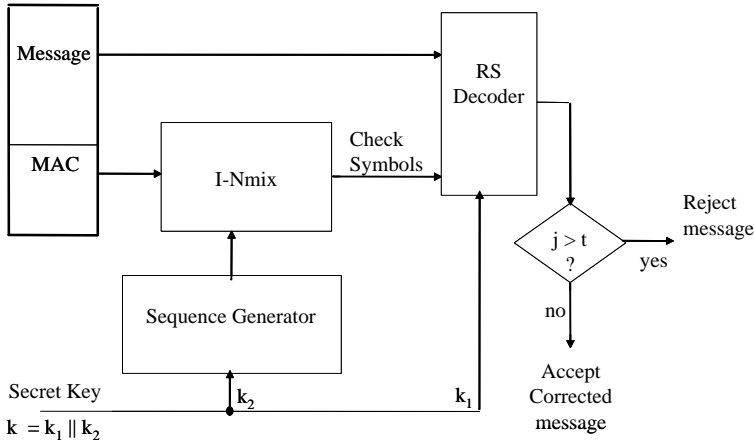 Message
MAC
I-Nmix
Check
Symbols
RS
Decoder
Sequence Generator
j > t
?
yes
no
Reject
message
Accept
Corrected
message
Secret Key
k = k₁ || k₂
k₂
k₁